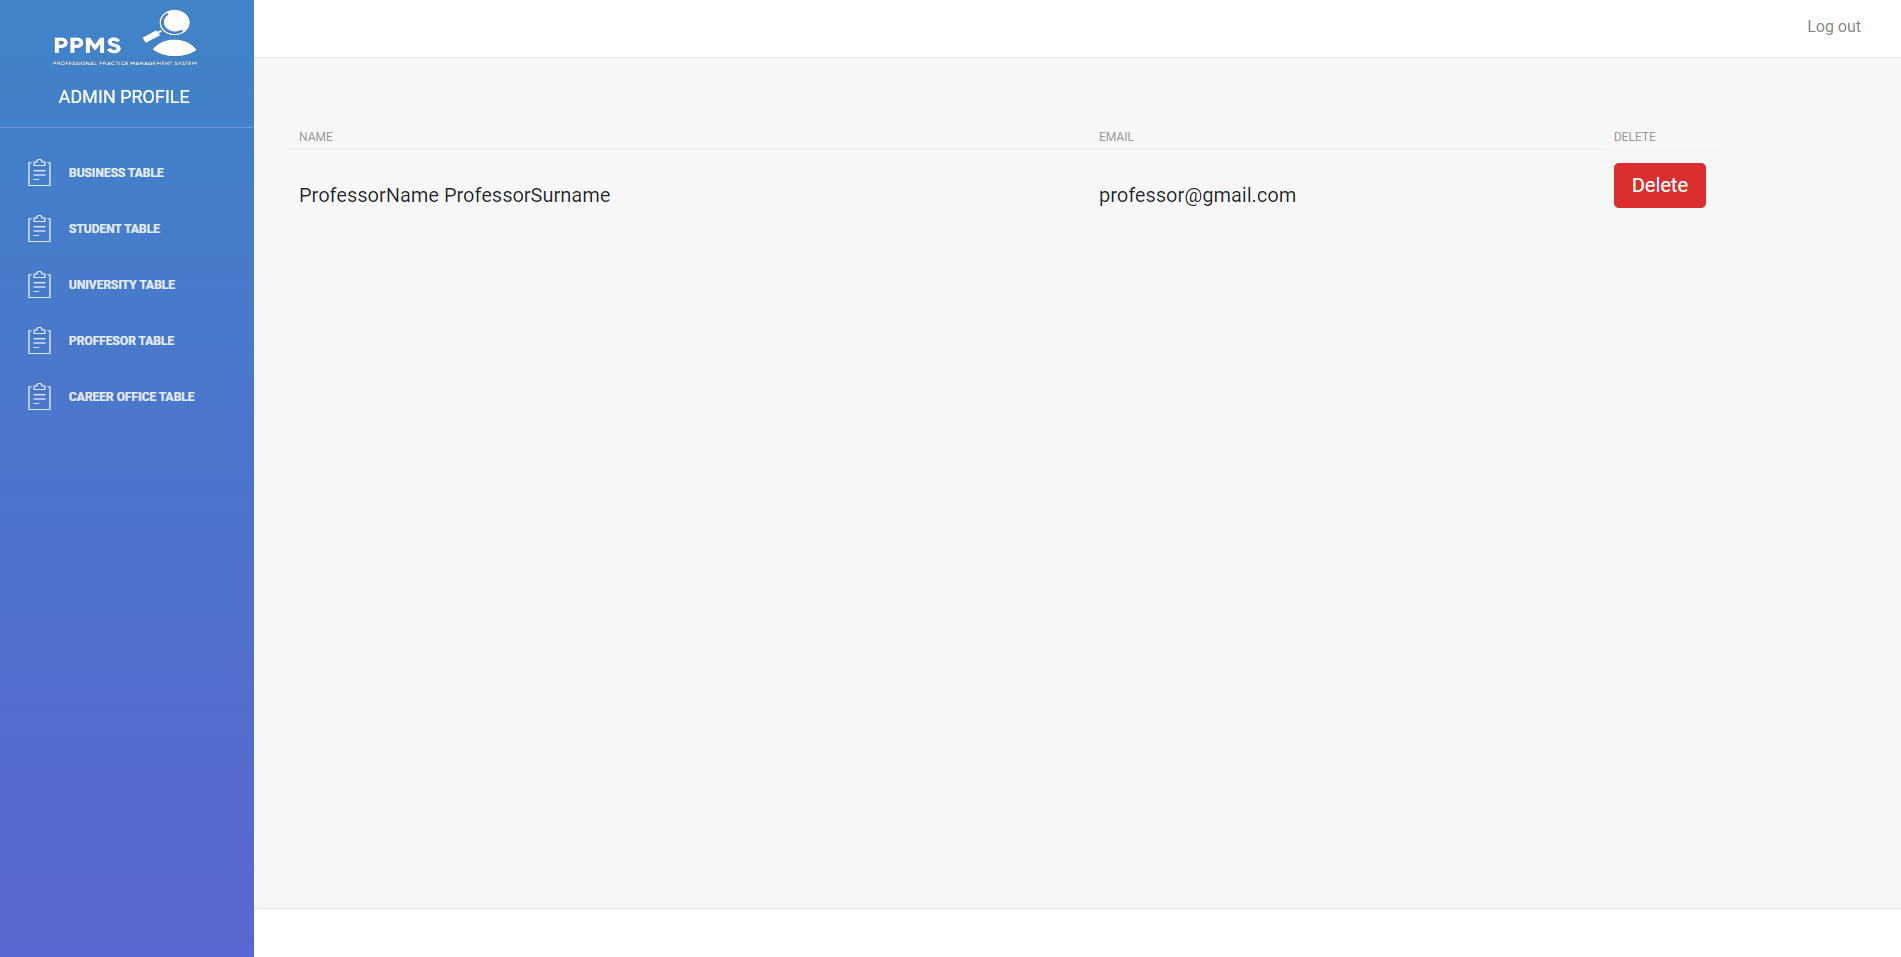 PPMS
PROFESSIONAL PRACTICE MANAGEMENT SYSTEM
ADMIN PROFILE
BUSINESS TABLE
STUDENT TABLE
UNIVERSITY TABLE
PROFFESOR TABLE
CAREER OFFICE TABLE
Log out
NAME EMAIL DELETE
ProfessorName ProfessorSurname professor@gmail.com Delete